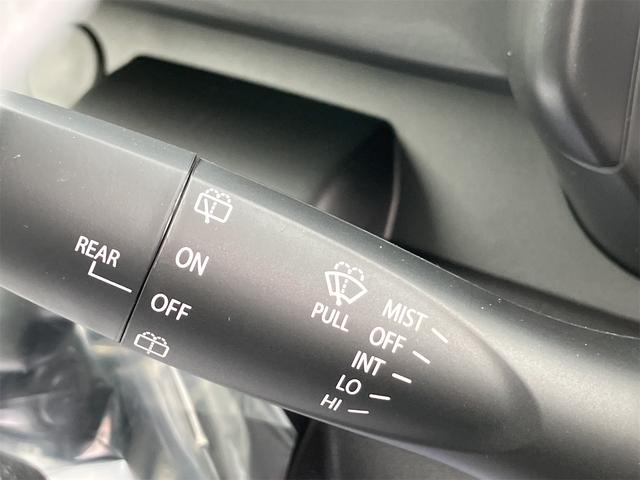 REAR
ON
OFF
PULL
MIST
OFF
INT
LO
HI